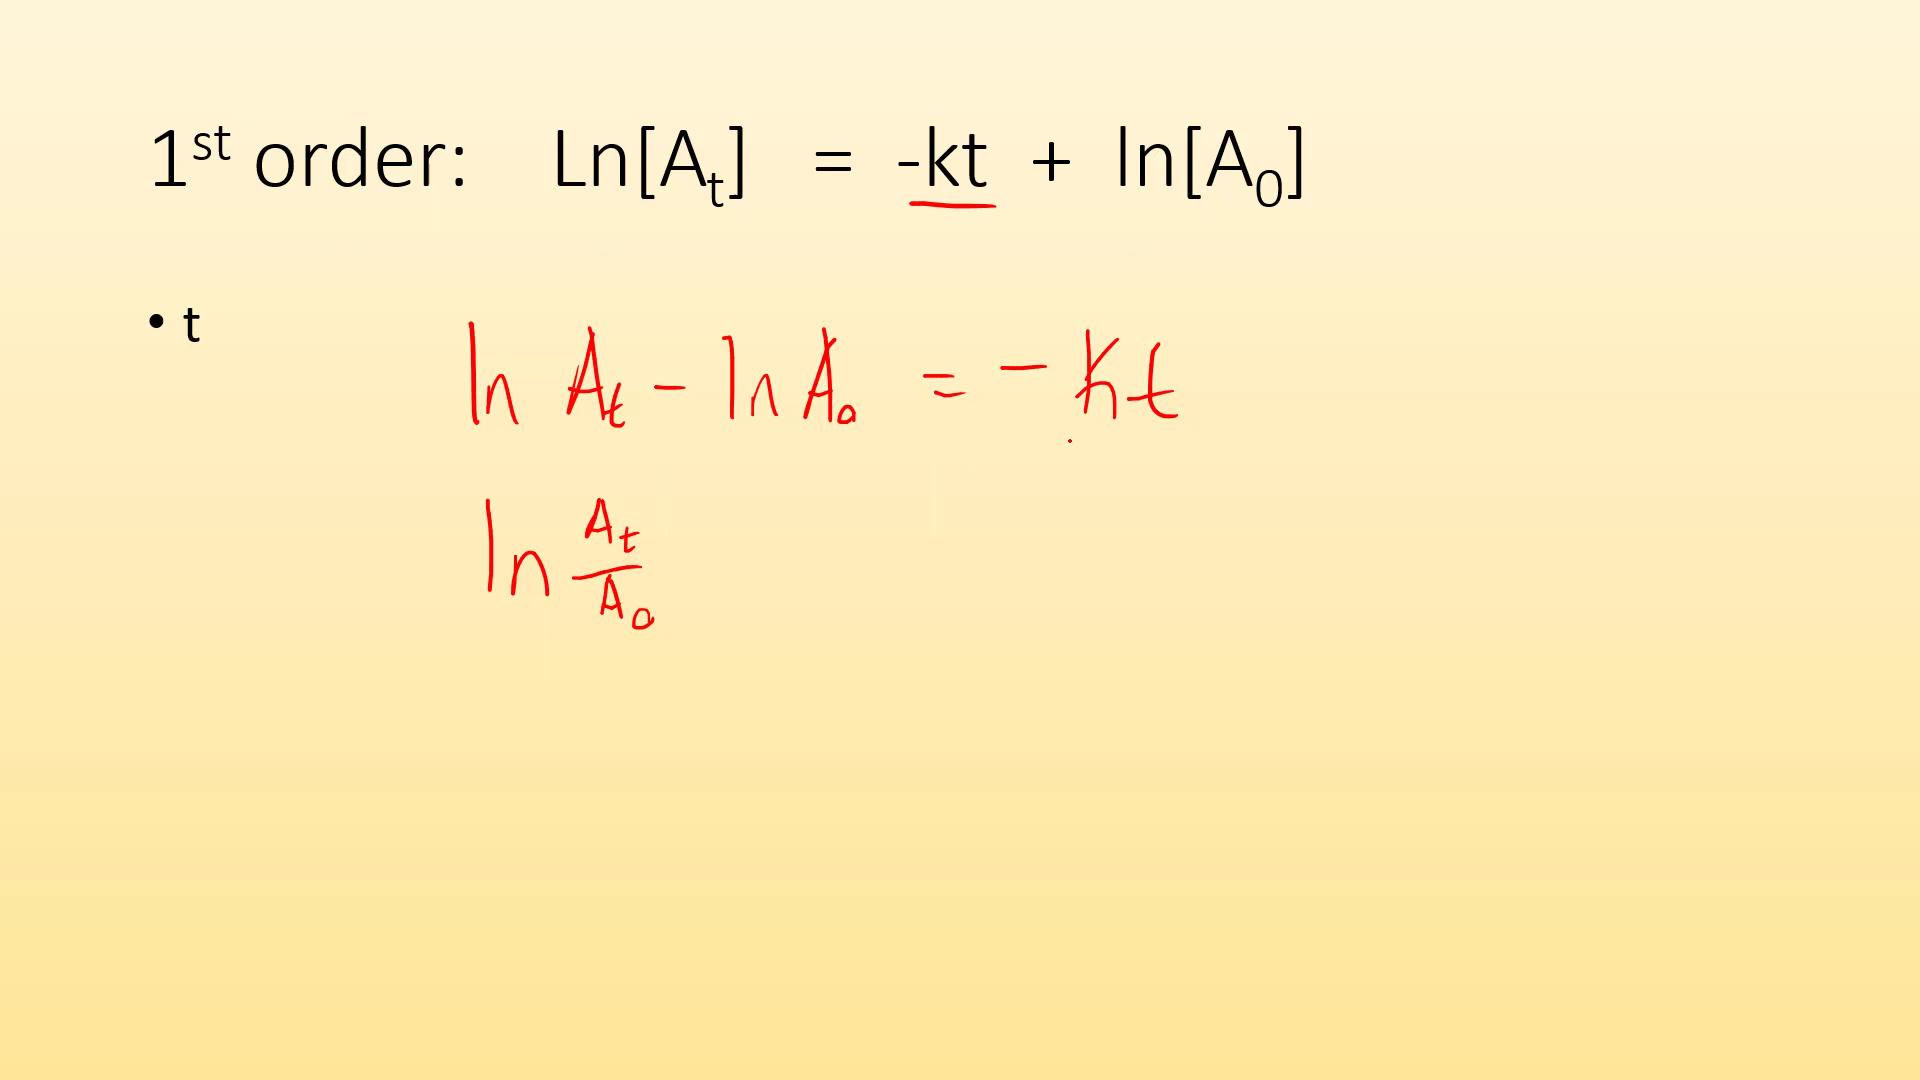 1st order: Ln[At] = -kt + ln[A0]
• t
ln At - ln A0 = - Kt
ln At/A0